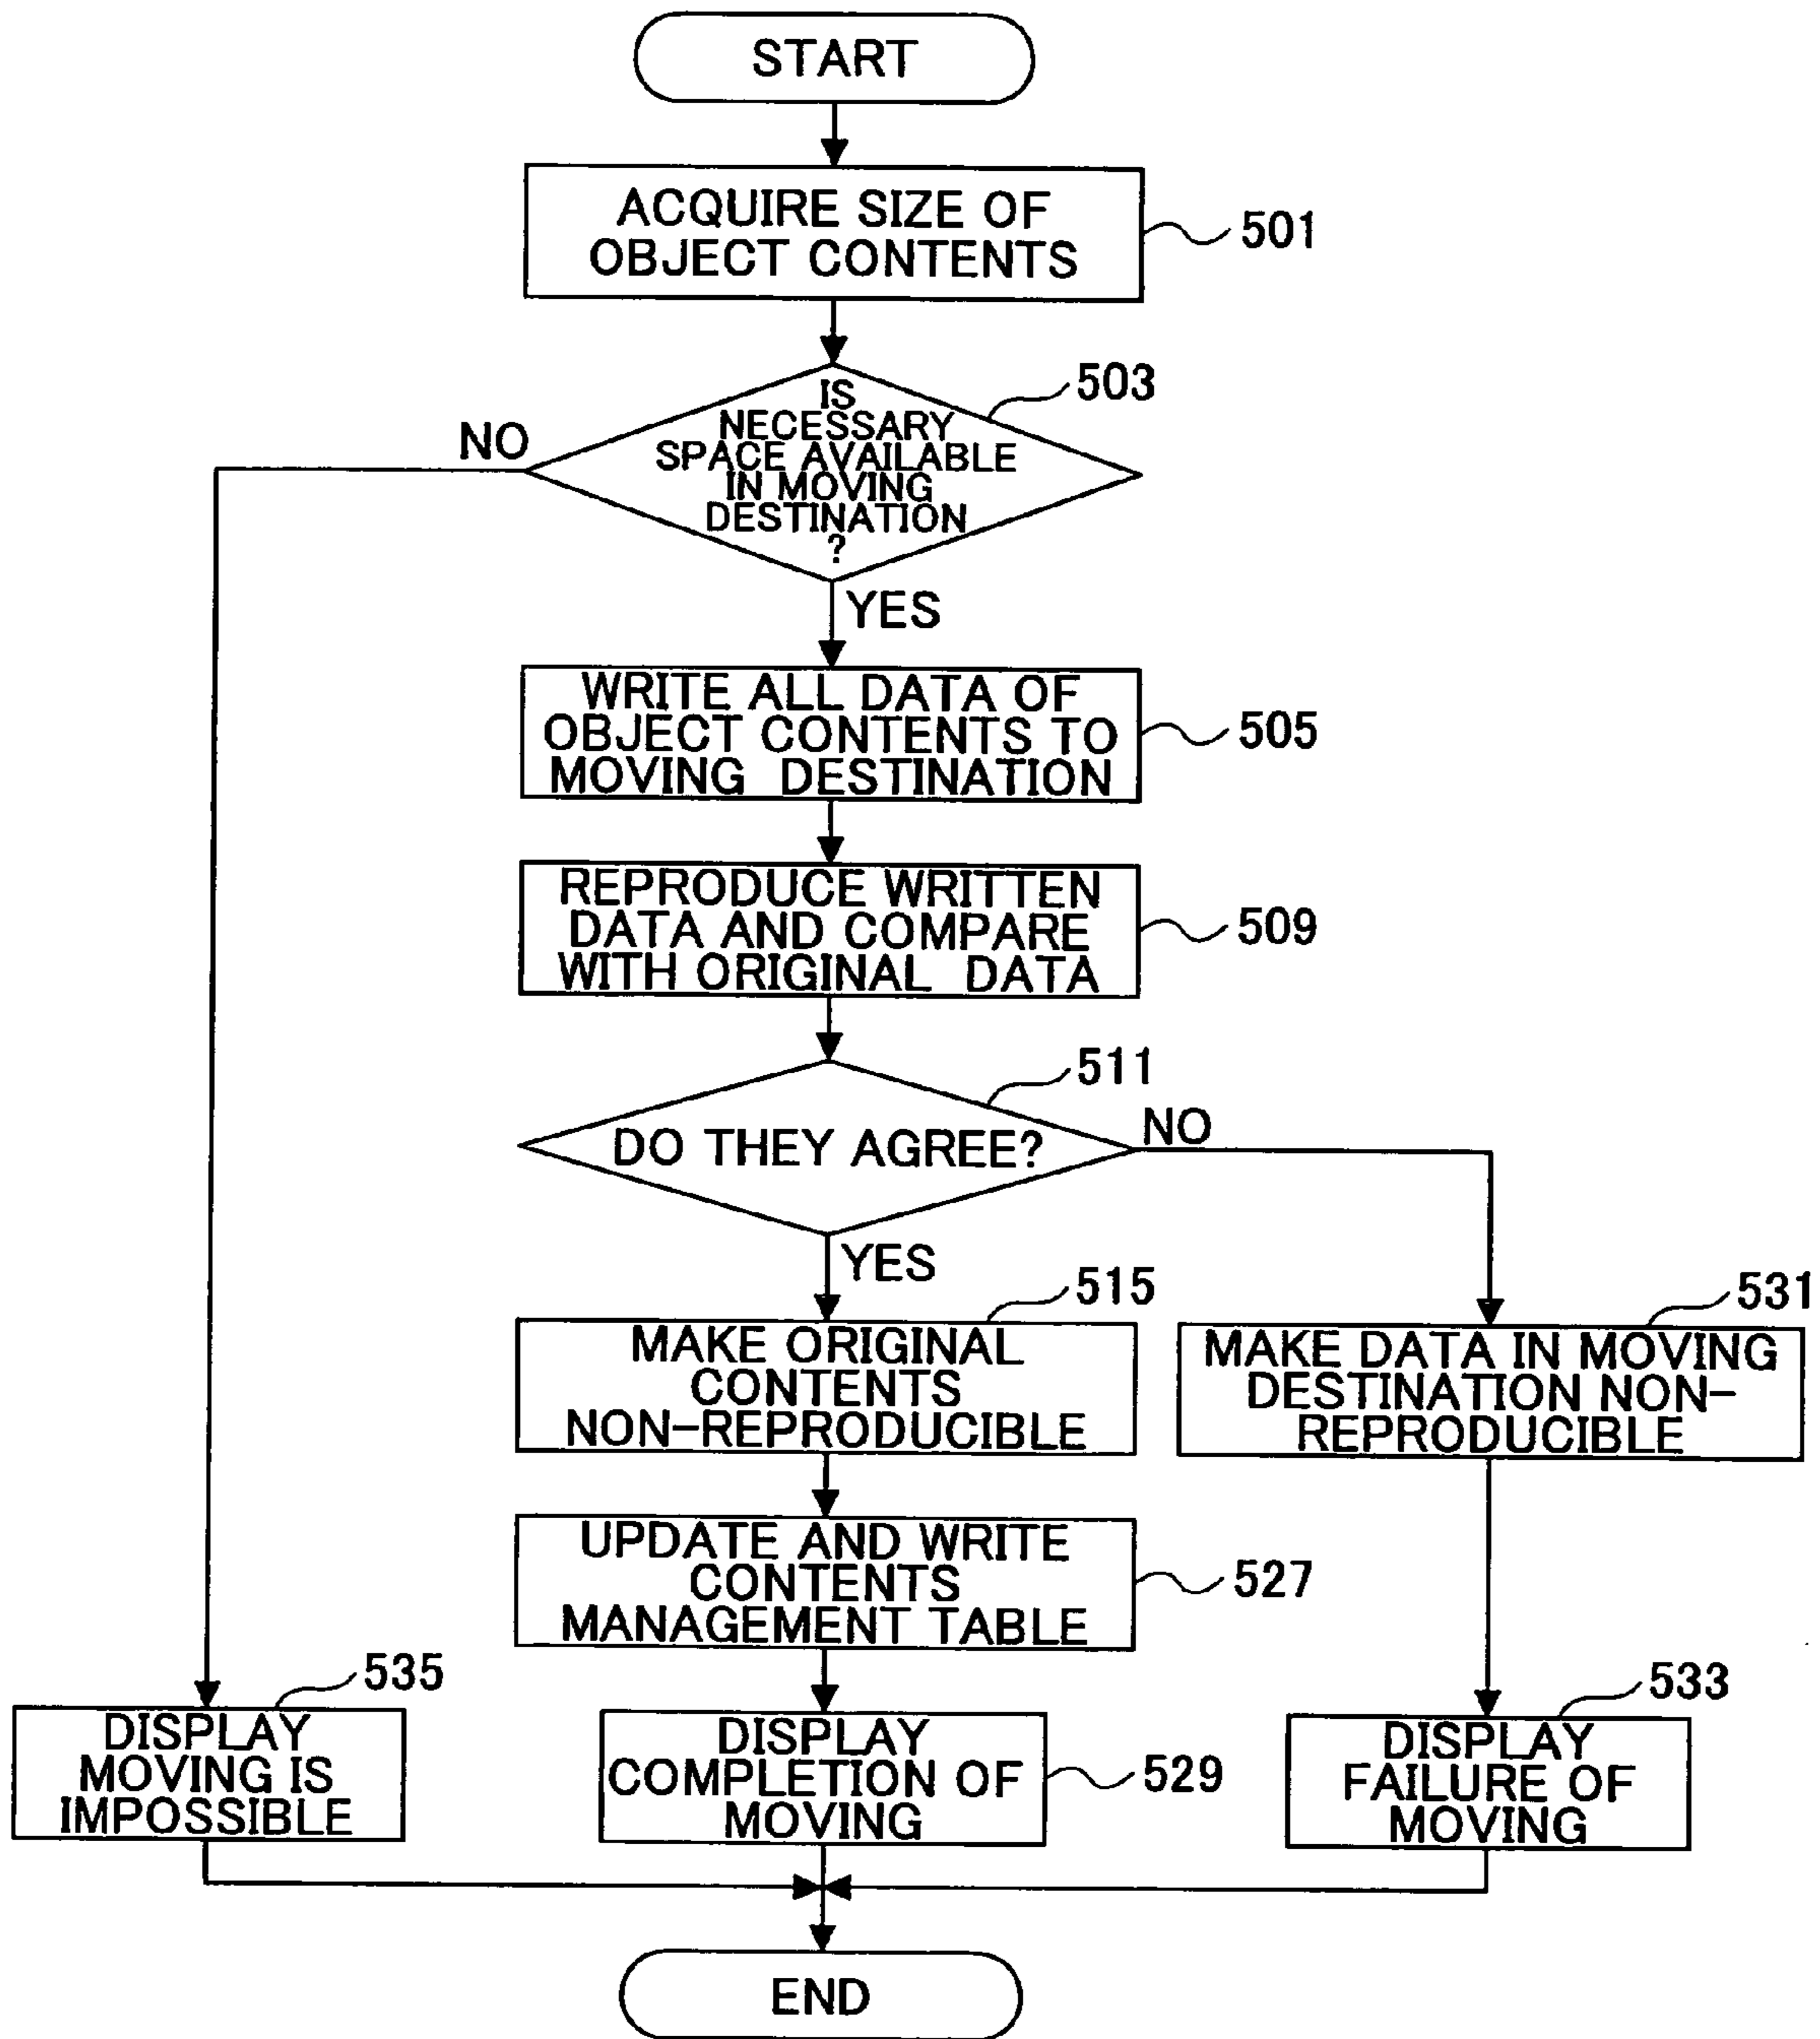 START
ACQUIRE SIZE OF
OBJECT CONTENTS
501
503
IS
NECESSARY
SPACE AVAILABLE
IN MOVING
DESTINATION
?
NO
YES
WRITE ALL DATA OF
OBJECT CONTENTS TO
MOVING DESTINATION
505
REPRODUCE WRITTEN
DATA AND COMPARE
WITH ORIGINAL DATA
509
511
DO THEY AGREE?
NO
YES
515
MAKE ORIGINAL
CONTENTS
NON-REPRODUCIBLE
531
MAKE DATA IN MOVING
DESTINATION NON-
REPRODUCIBLE
UPDATE AND WRITE
CONTENTS
MANAGEMENT TABLE
527
535
DISPLAY
MOVING IS
IMPOSSIBLE
DISPLAY
COMPLETION OF
MOVING
529
533
DISPLAY
FAILURE OF
MOVING
END